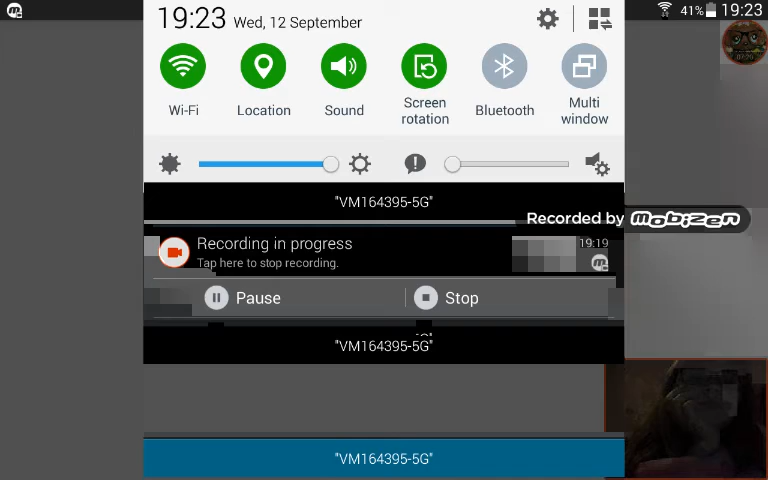 19:23 Wed, 12 September
41% 19:23
07:20
Wi-Fi
Location
Sound
Screen rotation
Bluetooth
Multi window
"VM164395-5G"
Recorded by Mobizen
Recording in progress
19:19
Tap here to stop recording.
Pause
Stop
"VM164395-5G"
"VM164395-5G"